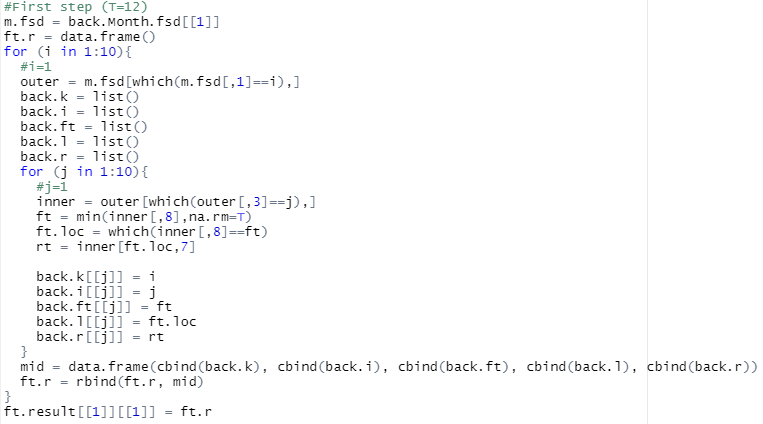 #First step (T=12)
m.fsd = back.Month.fsd[[1]]
ft.r = data.frame()
for (i in 1:10){
  #i=1
  outer = m.fsd[which(m.fsd[,1]==i),]
  back.k = list()
  back.i = list()
  back.ft = list()
  back.l = list()
  back.r = list()
  for (j in 1:10){
    #j=1
    inner = outer[which(outer[,3]==j),]
    ft = min(inner[,8],na.rm=T)
    ft.loc = which(inner[,8]==ft)
    rt = inner[ft.loc,7]

    back.k[[j]] = i
    back.i[[j]] = j
    back.ft[[j]] = ft
    back.l[[j]] = ft.loc
    back.r[[j]] = rt
  }
  mid = data.frame(cbind(back.k), cbind(back.i), cbind(back.ft), cbind(back.l), cbind(back.r))
  ft.r = rbind(ft.r, mid)
}
ft.result[[1]][[1]] = ft.r